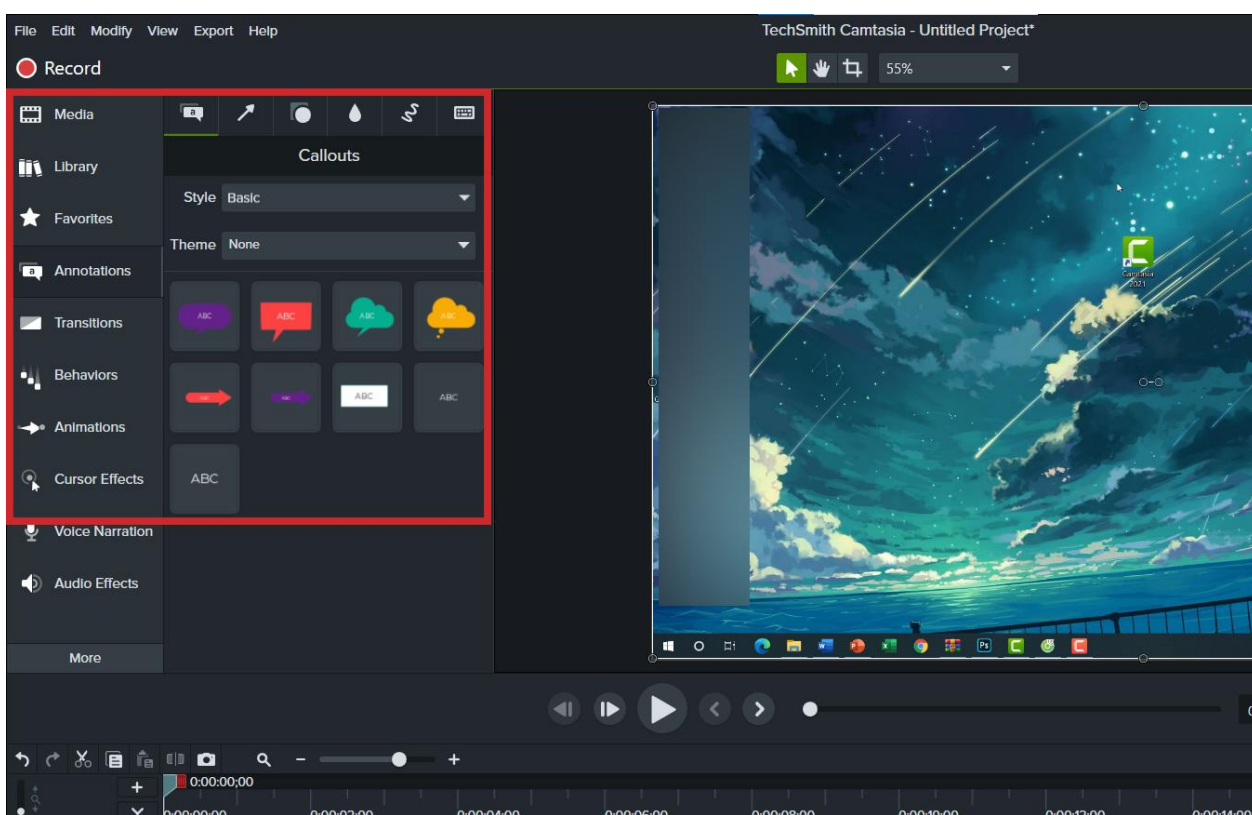 File Edit Modify View Export Help
TechSmith Camtasia - Untitled Project*
Record
55%
Media
Library
Favorites
Annotations
Transitions
Behaviors
Animations
Cursor Effects
Voice Narration
Audio Effects
More
a
Callouts
Style Basic
Theme None
ABC ABC ABC ABC
ABC ABC ABC ABC
ABC
Camtasia
2021
Ps
0:00:00;00
0:00:00;00 0:00:02;00 0:00:04;00 0:00:06;00 0:00:08;00 0:00:10;00 0:00:12;00 0:00:14;00